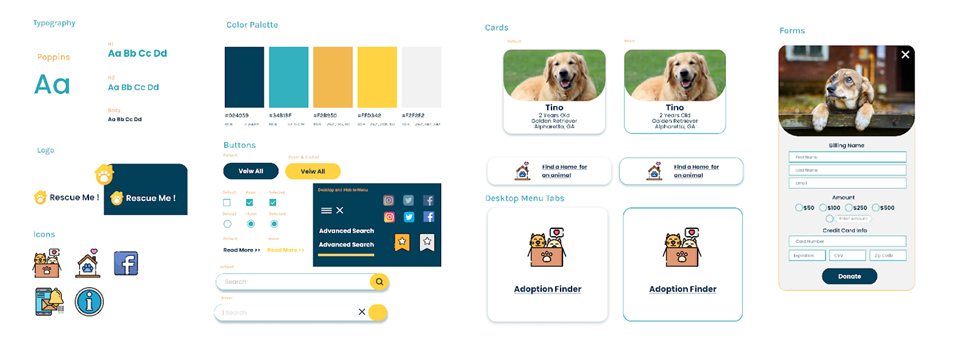 Typography
Poppins
Aa
H1
Aa Bb Cc Dd
H2
Aa Bb Cc Dd
Body
Aa Bb Cc Dd
Logo
Rescue Me !
Rescue Me !
Icons
Color Palette
#024059
#34B1BF
#F2B950
#FFD342
#F2F2F2
Buttons
Default
Veiw All
Veiw All
Default
Hover
Selected
Default
Hover
Selected
Default
Hover
Read More >>
Read More >>
Desktop and Mobile Menu
Advanced Search
Advanced Search
Default
Search
Hover
Search
Cards
Default
Hover
Tino
2 Years Old
Golden Retriever
Alpharetta, GA
Tino
2 Years Old
Golden Retriever
Alpharetta, GA
Find a Home for
an animal
Find a Home for
an animal
Desktop Menu Tabs
Adoption Finder
Adoption Finder
Forms
Billing Name
First Name
Last Name
Email
Amount
$50
$100
$250
$500
Enter amount
Credit Card Info
Card Number
Expiration
CVV
Zip Code
Donate